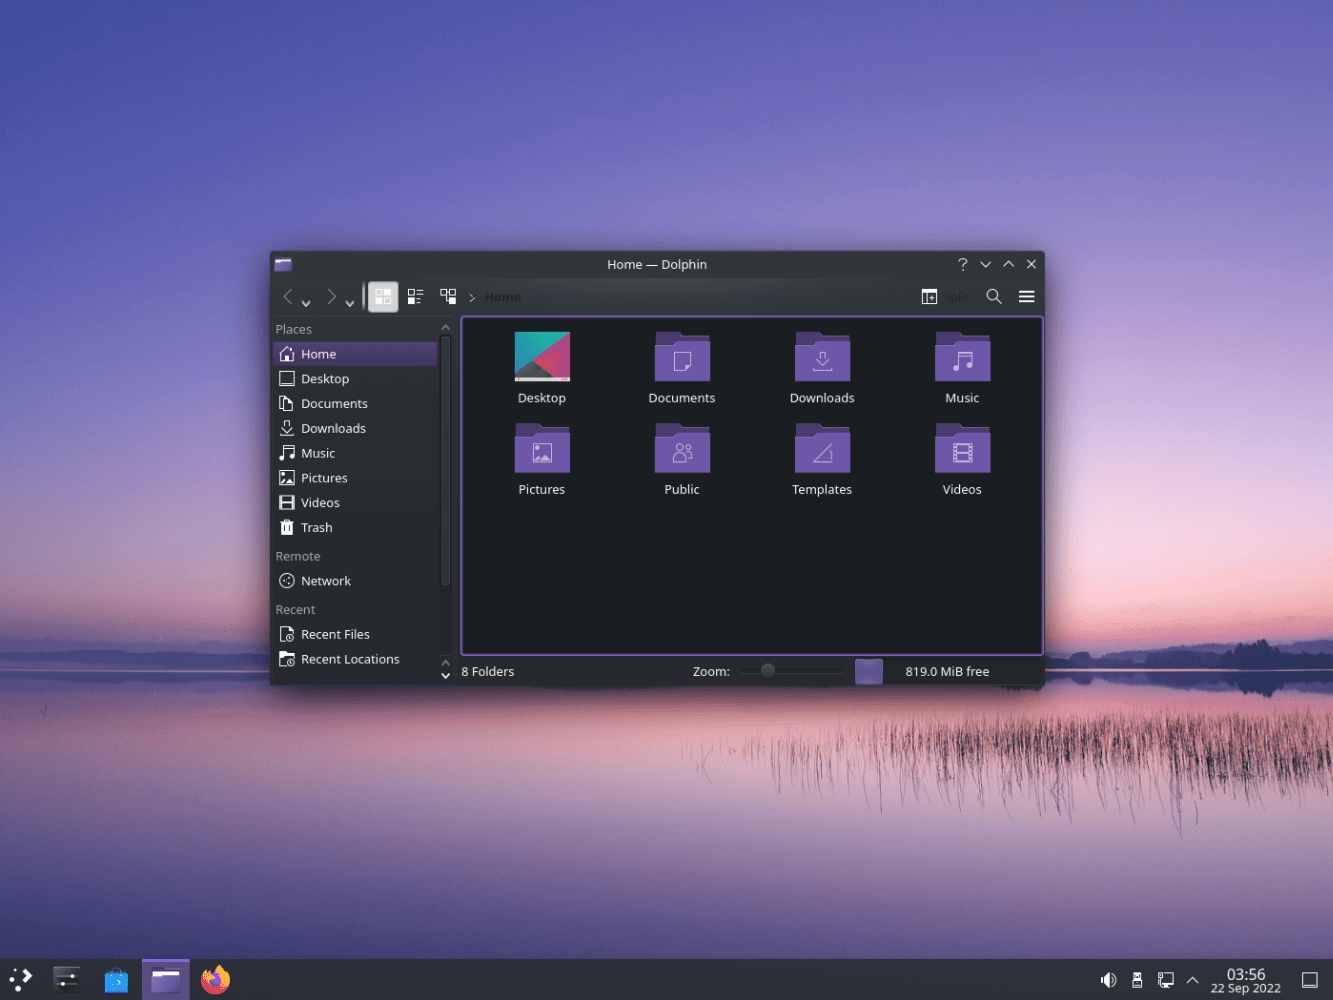 Home — Dolphin
Home
Split
Places
Home
Desktop
Documents
Downloads
Music
Pictures
Videos
Trash
Remote
Network
Recent
Recent Files
Recent Locations
Desktop
Documents
Downloads
Music
Pictures
Public
Templates
Videos
8 Folders
Zoom:
819.0 MiB free
03:56
22 Sep 2022